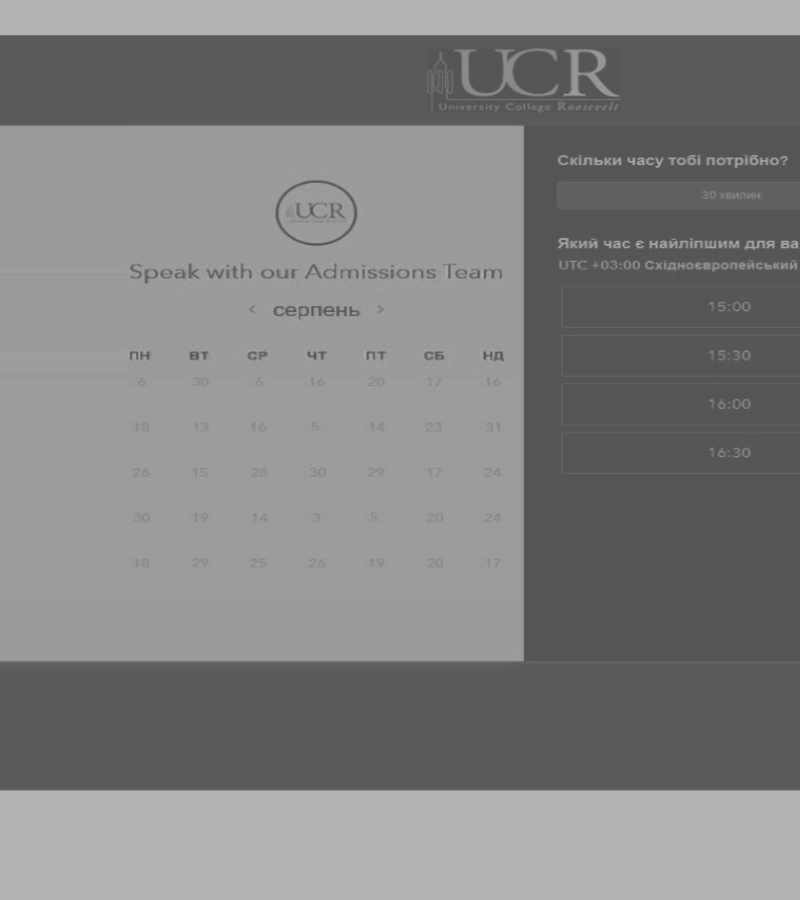 UCR
University College Roosevelt
UCR
Speak with our Admissions Team
< серпень >
ПН ВТ СР ЧТ ПТ СБ НД
6 30 6 16 20 17 16
18 13 16 5 14 23 31
26 15 28 30 29 17 24
30 19 14 3 5 20 24
18 29 25 26 19 20 17
Скільки часу тобі потрібно?
30 хвилин
Який час є найліпшим для ва
UTC +03:00 Східноєвропейський
15:00
15:30
16:00
16:30